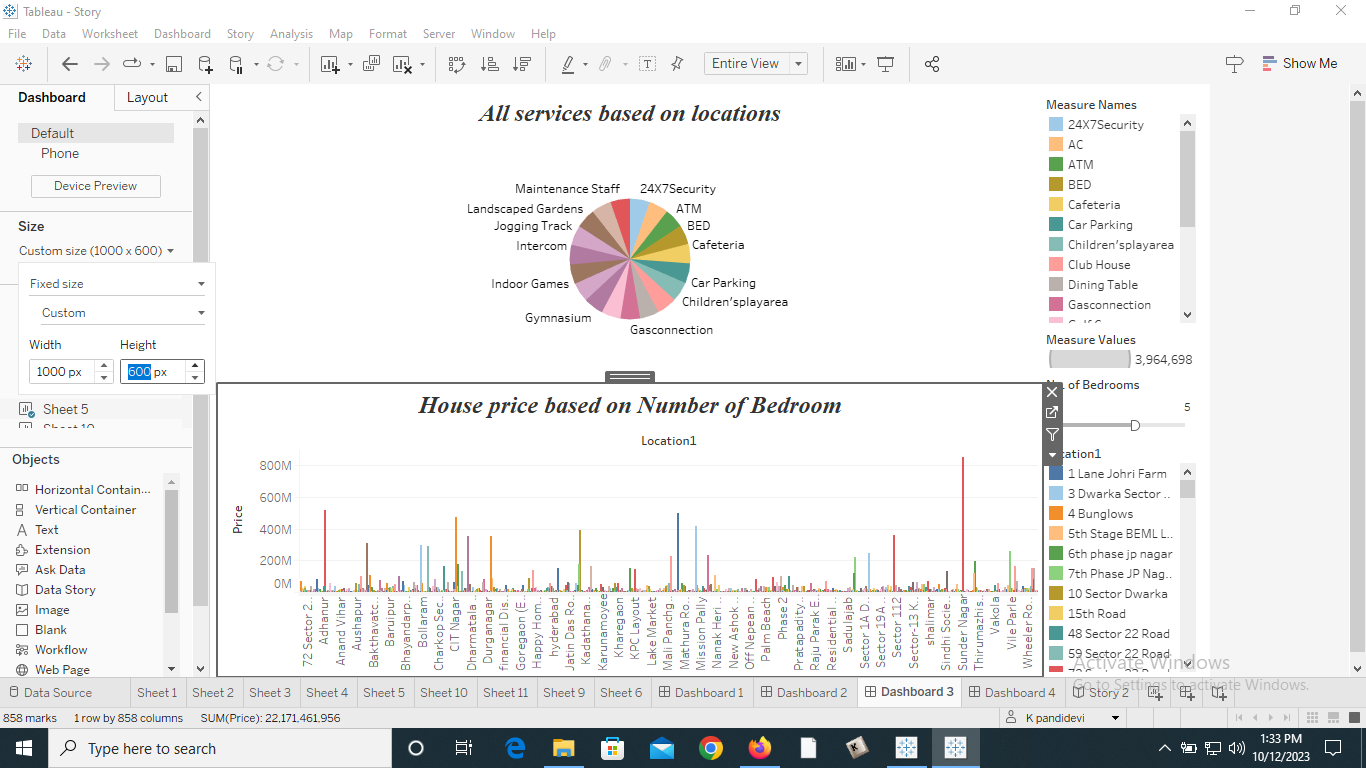 Tableau - Story
File Data Worksheet Dashboard Story Analysis Map Format Server Window Help
Entire View
Show Me
Dashboard Layout
Default
Phone
Device Preview
Size
Custom size (1000 x 600)
Fixed size
Custom
Width Height
1000 px 600 px
Sheet 5
Sheet 10
Objects
Horizontal Contain...
Vertical Container
Text
Extension
Ask Data
Data Story
Image
Blank
Workflow
Web Page
All services based on locations
Maintenance Staff 24X7Security
Landscaped Gardens ATM
Jogging Track BED
Intercom Cafeteria
Indoor Games Car Parking
Children'splayarea
Gymnasium
Gasconnection
Measure Names
24X7Security
AC
ATM
BED
Cafeteria
Car Parking
Children'splayarea
Club House
Dining Table
Gasconnection
Measure Values
3,964,698
of Bedrooms
5
House price based on Number of Bedroom
Location1
Price
800M
600M
400M
200M
0M
72 Sector 2..
Adhanur
Anand Vihar
Aushapur
Bakthavatc..
Baruipur
Bhayandarp..
Bollaram
Charkop Sec..
CIT Nagar
Dharmatala..
Durganagar
financial Dis..
Goregaon (E..
Happy Hom..
hyderabad
Jatin Das Ro..
Kadathana..
Karunamoyee
Kharegaon
KPC Layout
Lake Market
Mali Panchg..
Mathura Ro..
Mission Pally
Nanak Heri ..
New Ashok ..
Off Nepean..
Palm Beach
Phase 2
Pratapadity..
Raju Parak E..
Residential ..
Sadulajab
Sector 1A D..
Sector 19A ..
Sector 112
Sector-13 K..
shalimar
Sindhi Socie..
Sunder Nagar
Thirumazhis..
Vakola
Vile Parle
Wheeler Ro..
1 Lane Johri Farm
3 Dwarka Sector ..
4 Bunglows
5th Stage BEML L..
6th phase jp nagar
7th Phase JP Nag..
10 Sector Dwarka
15th Road
48 Sector 22 Road
59 Sector 22 Road
Activate Windows
Go to Settings to activate Windows.
Data Source Sheet 1 Sheet 2 Sheet 3 Sheet 4 Sheet 5 Sheet 10 Sheet 11 Sheet 9 Sheet 6 Dashboard 1 Dashboard 2 Dashboard 3 Dashboard 4 Story 2
858 marks 1 row by 858 columns SUM(Price): 22,171,461,956
K pandidevi
Type here to search
1:33 PM
10/12/2023